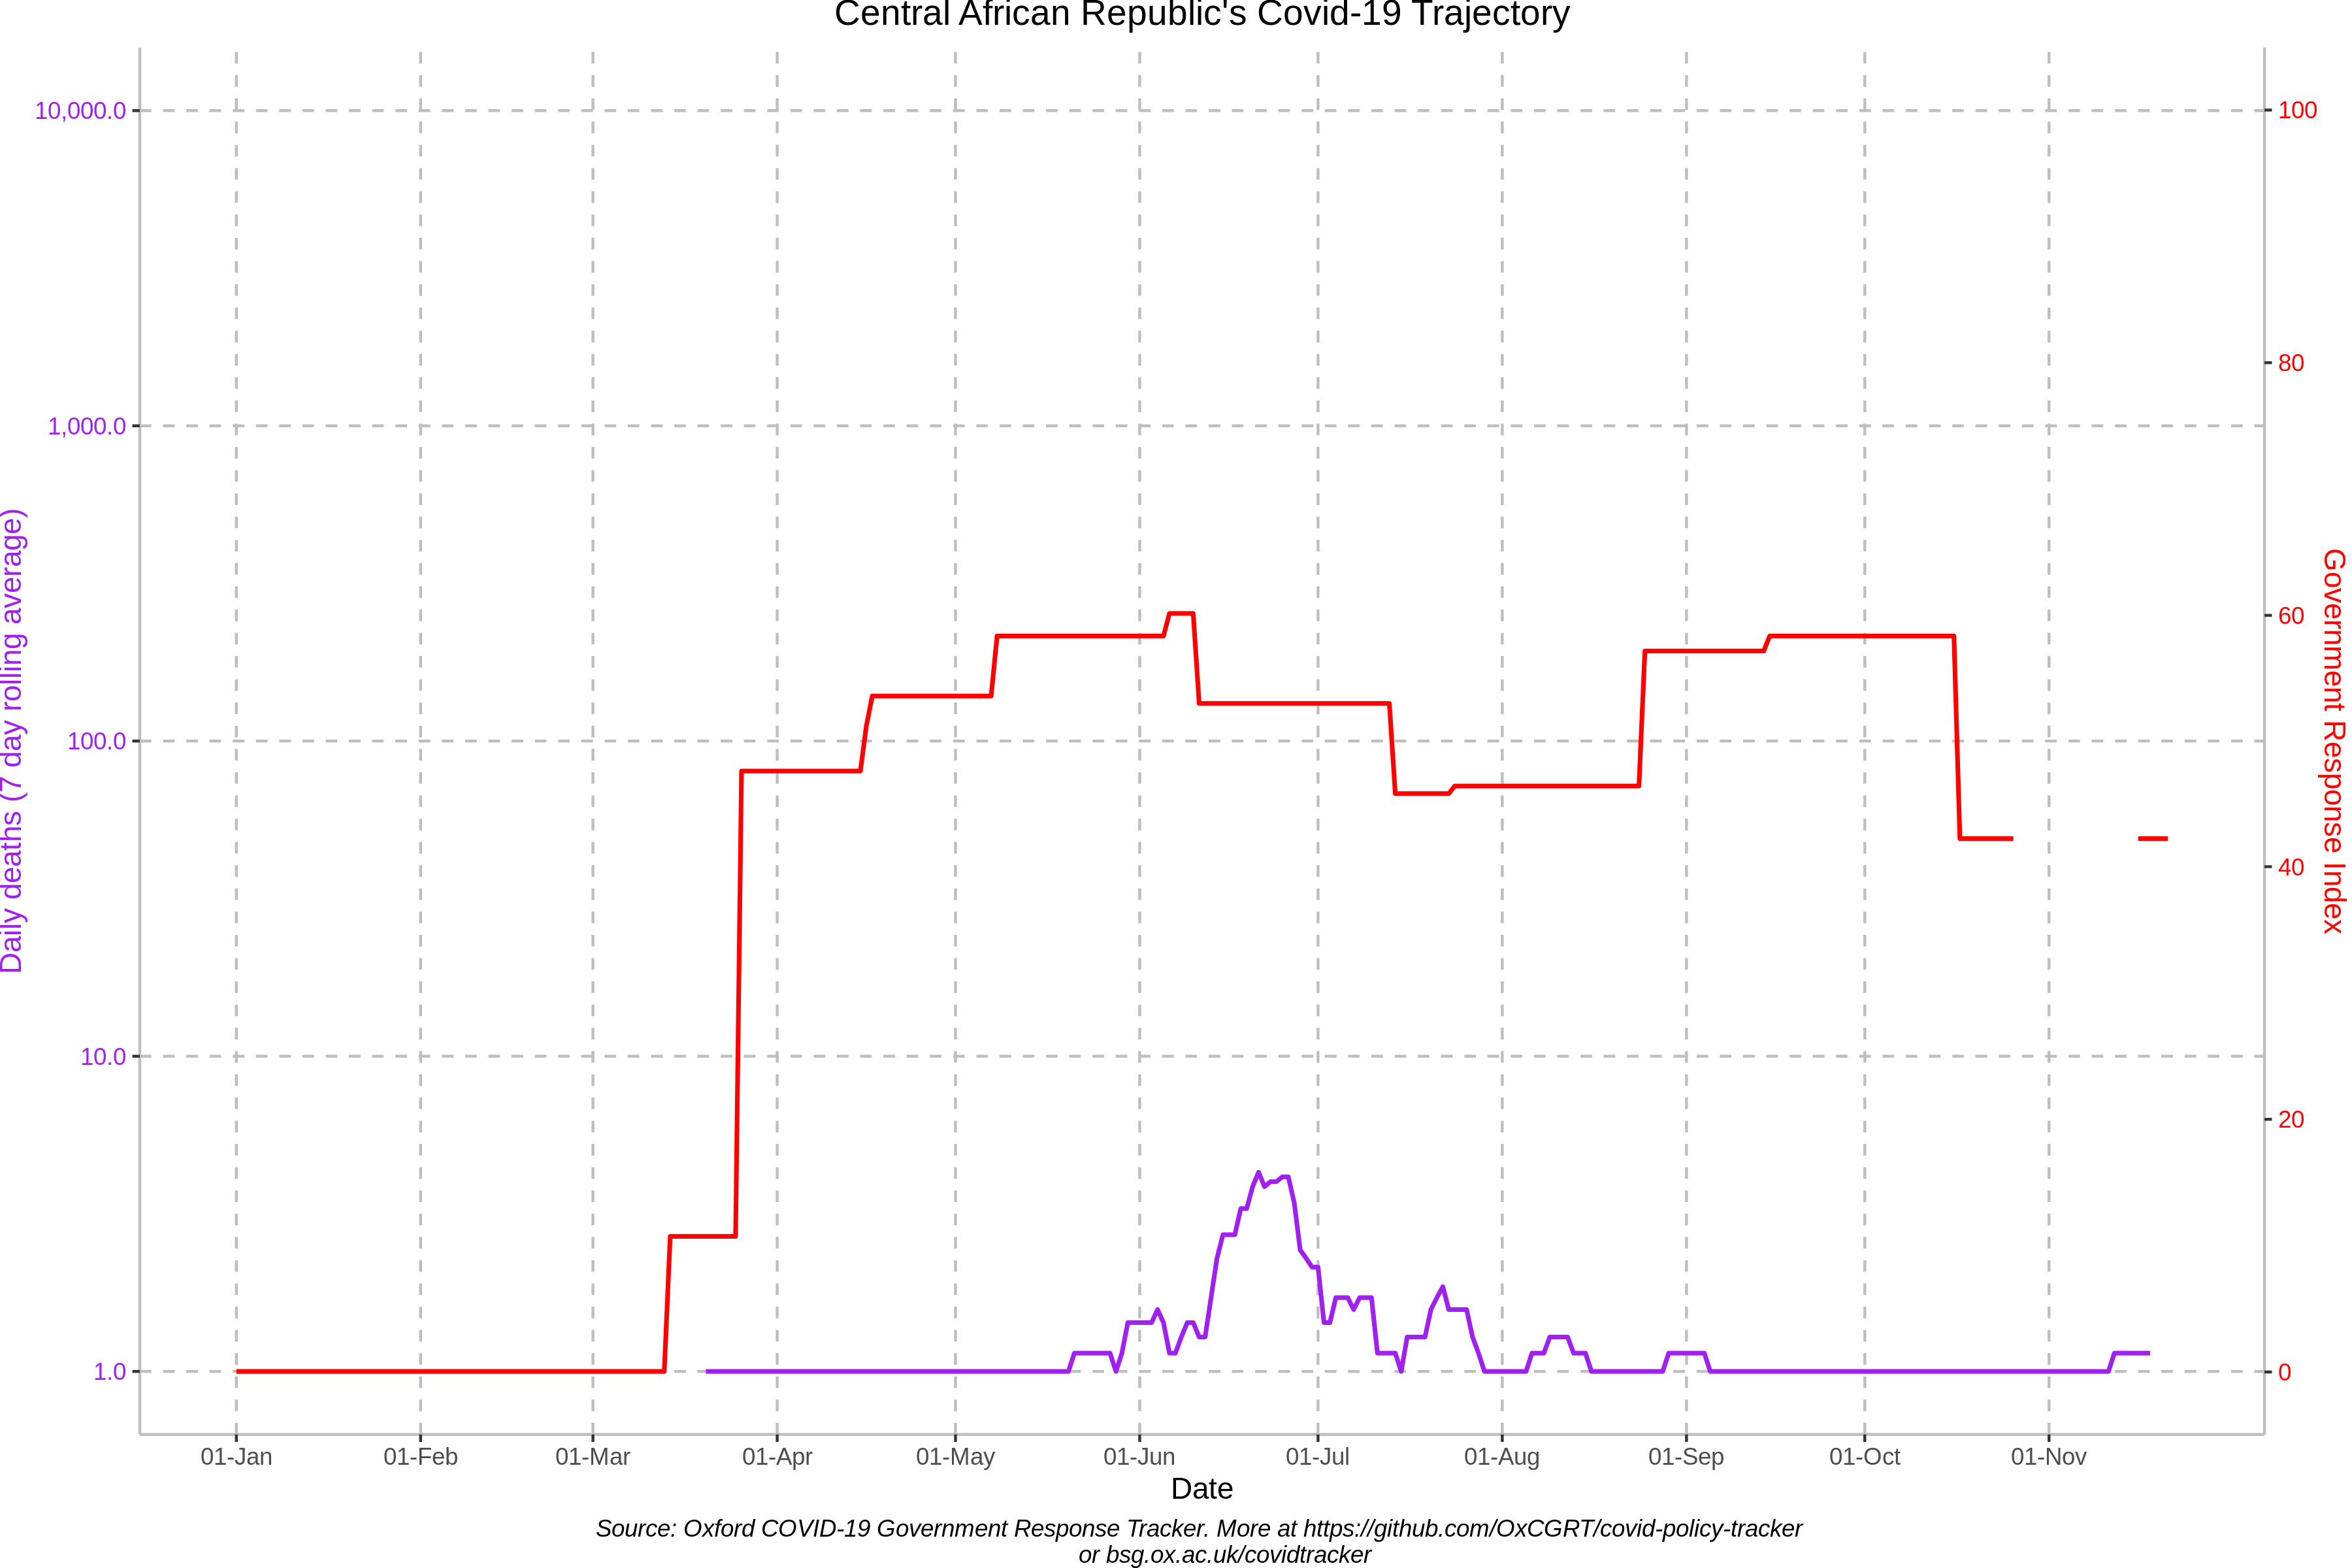 Central African Republic's Covid-19 Trajectory
10,000.0
1,000.0
100.0
10.0
1.0
Daily deaths (7 day rolling average)
100
80
60
40
20
0
Government Response Index
01-Jan 01-Feb 01-Mar 01-Apr 01-May 01-Jun 01-Jul 01-Aug 01-Sep 01-Oct 01-Nov
Date
Source: Oxford COVID-19 Government Response Tracker. More at https://github.com/OxCGRT/covid-policy-tracker
or bsg.ox.ac.uk/covidtracker